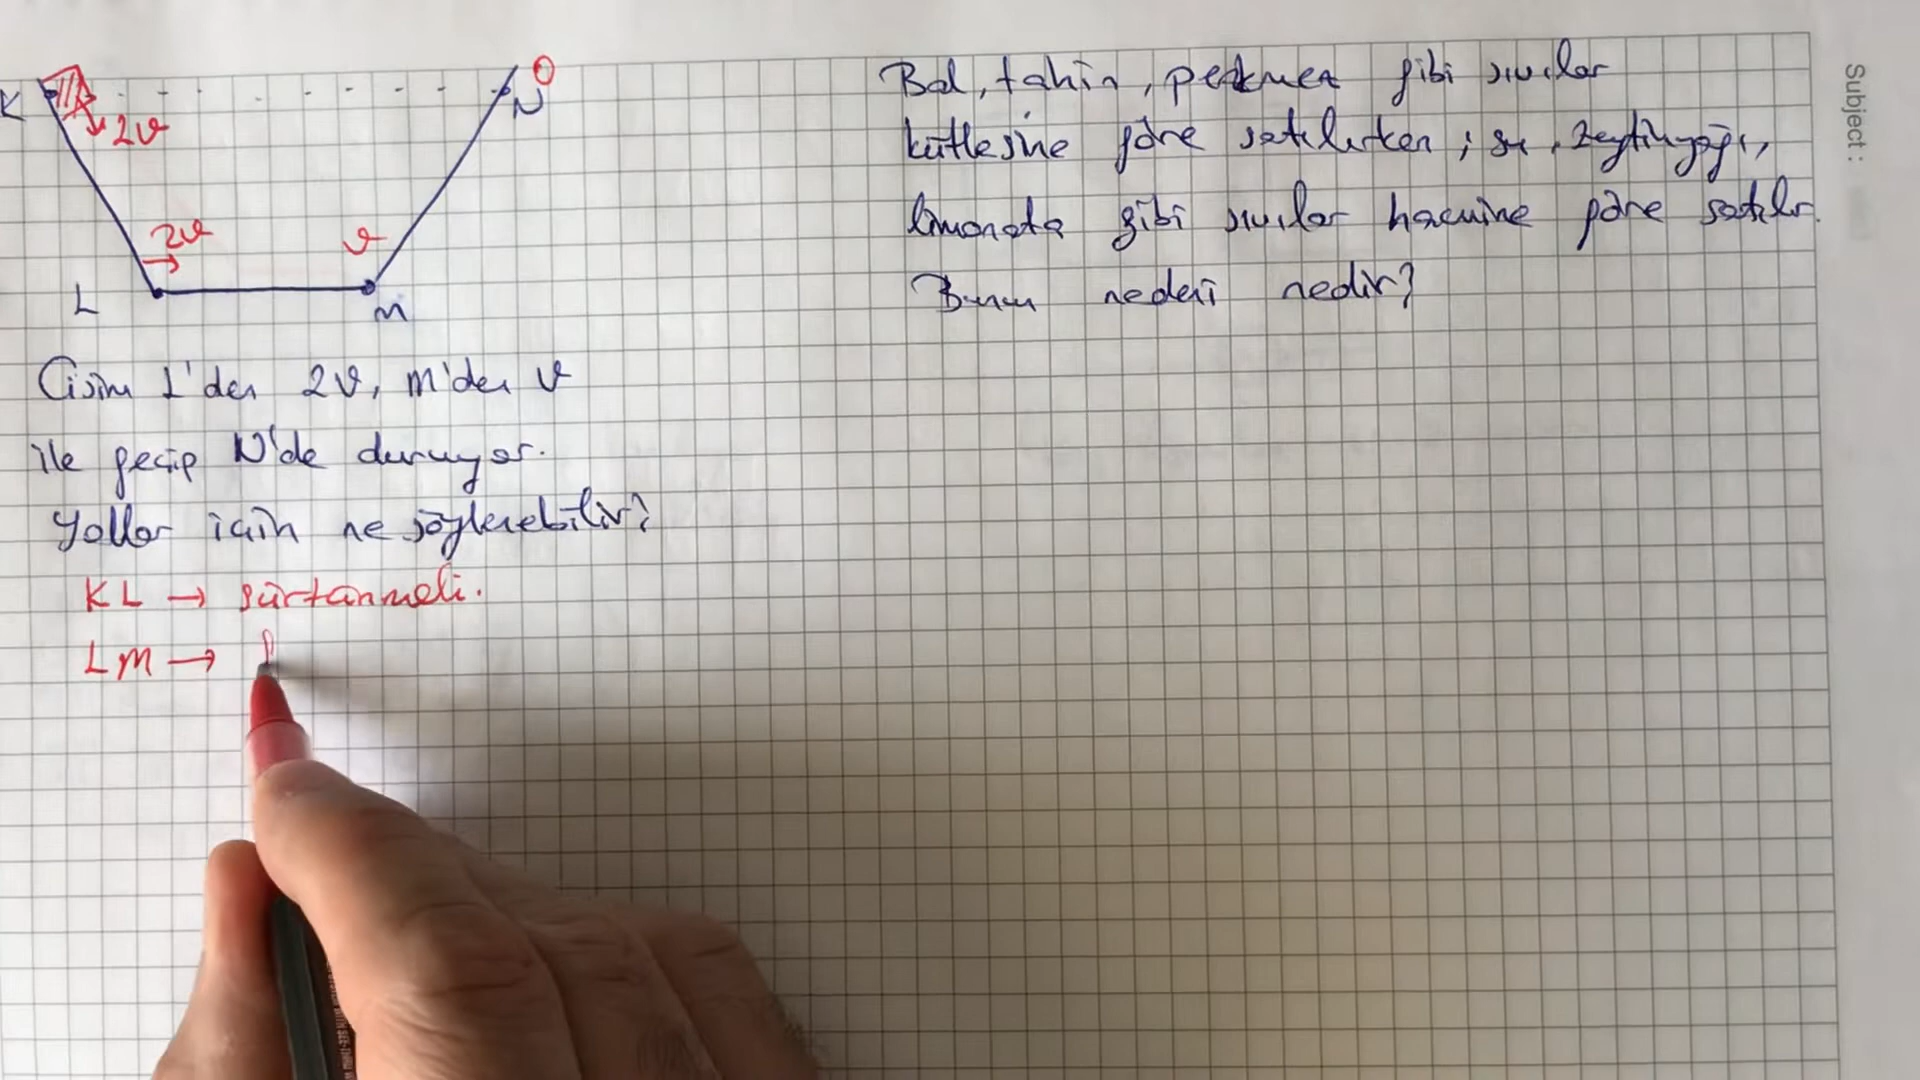 K
2v
2v
v
L
M
N
0
Cisim L'den 2v, M'den v
ile geçip N'de duruyor.
Yollar için ne söylenebilir?
KL → sürtünmeli.
LM →
Bal, tahin, pekmez gibi sıvılar
kütlesine göre satılırken; su, zeytinyağı,
limonata gibi sıvılar hacmine göre satılır.
Bunun nedeni nedir?
Subject: